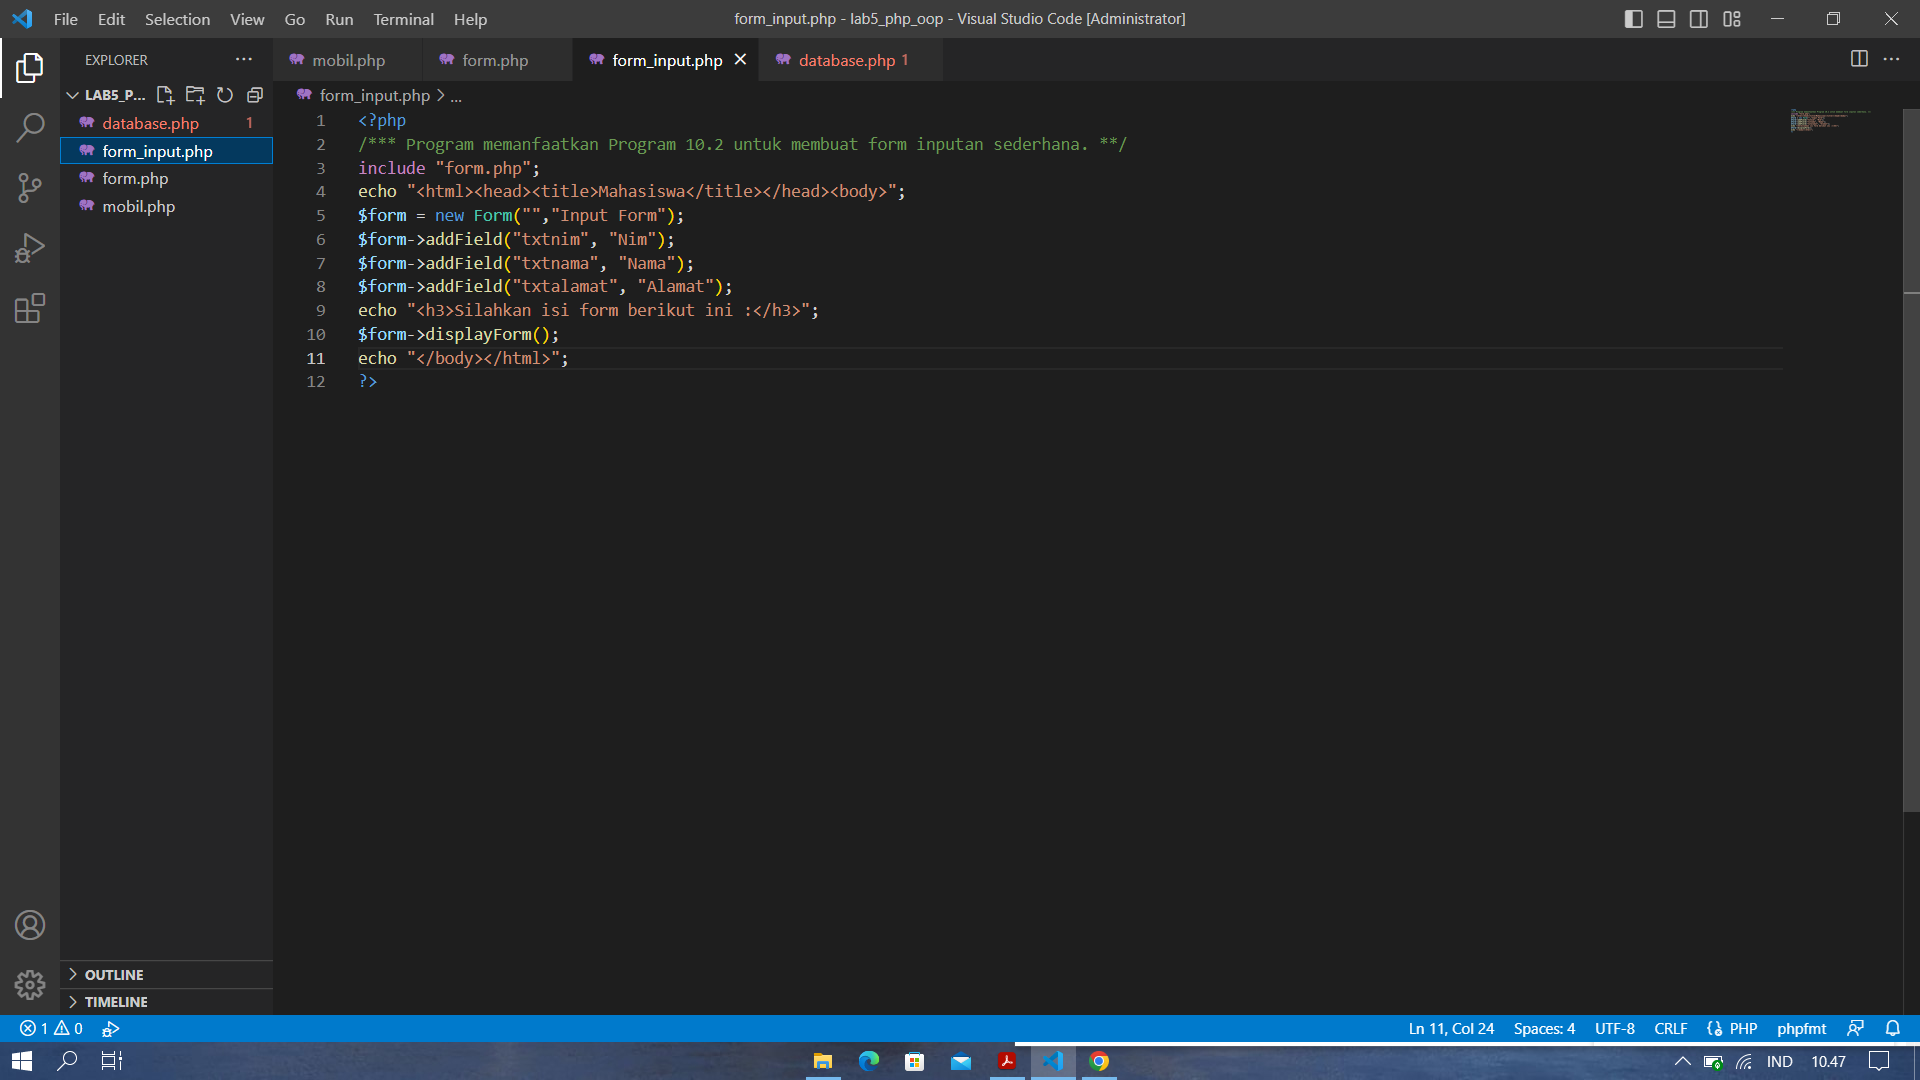 File Edit Selection View Go Run Terminal Help
form_input.php - lab5_php_oop - Visual Studio Code [Administrator]
EXPLORER
LAB5_P...
database.php 1
form_input.php
form.php
mobil.php
OUTLINE
TIMELINE
mobil.php form.php form_input.php database.php 1
form_input.php > ...
1 <?php
2 /*** Program memanfaatkan Program 10.2 untuk membuat form inputan sederhana. **/
3 include "form.php";
4 echo "<html><head><title>Mahasiswa</title></head><body>";
5 $form = new Form("","Input Form");
6 $form->addField("txtnim", "Nim");
7 $form->addField("txtnama", "Nama");
8 $form->addField("txtalamat", "Alamat");
9 echo "<h3>Silahkan isi form berikut ini :</h3>";
10 $form->displayForm();
11 echo "</body></html>";
12 ?>
1 0
Ln 11, Col 24 Spaces: 4 UTF-8 CRLF PHP phpfmt
IND 10.47